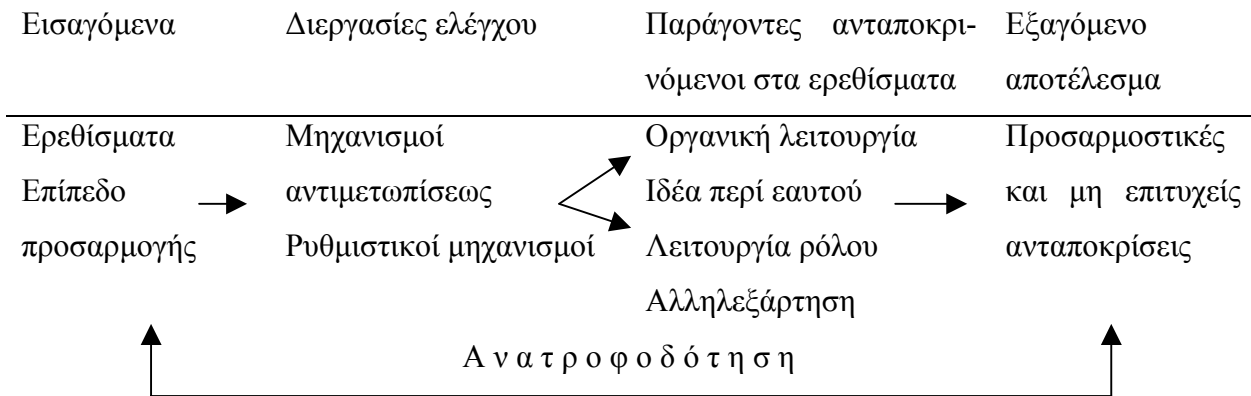 Εισαγόμενα Διεργασίες ελέγχου Παράγοντες ανταποκρι- Εξαγόμενο
νόμενοι στα ερεθίσματα αποτέλεσμα
Ερεθίσματα Μηχανισμοί Οργανική λειτουργία Προσαρμοστικές
Επίπεδο αντιμετωπίσεως Ιδέα περί εαυτού και μη επιτυχείς
προσαρμογής Ρυθμιστικοί μηχανισμοί Λειτουργία ρόλου ανταποκρίσεις
Αλληλεξάρτηση
Α ν α τ ρ ο φ ο δ ό τ η σ η